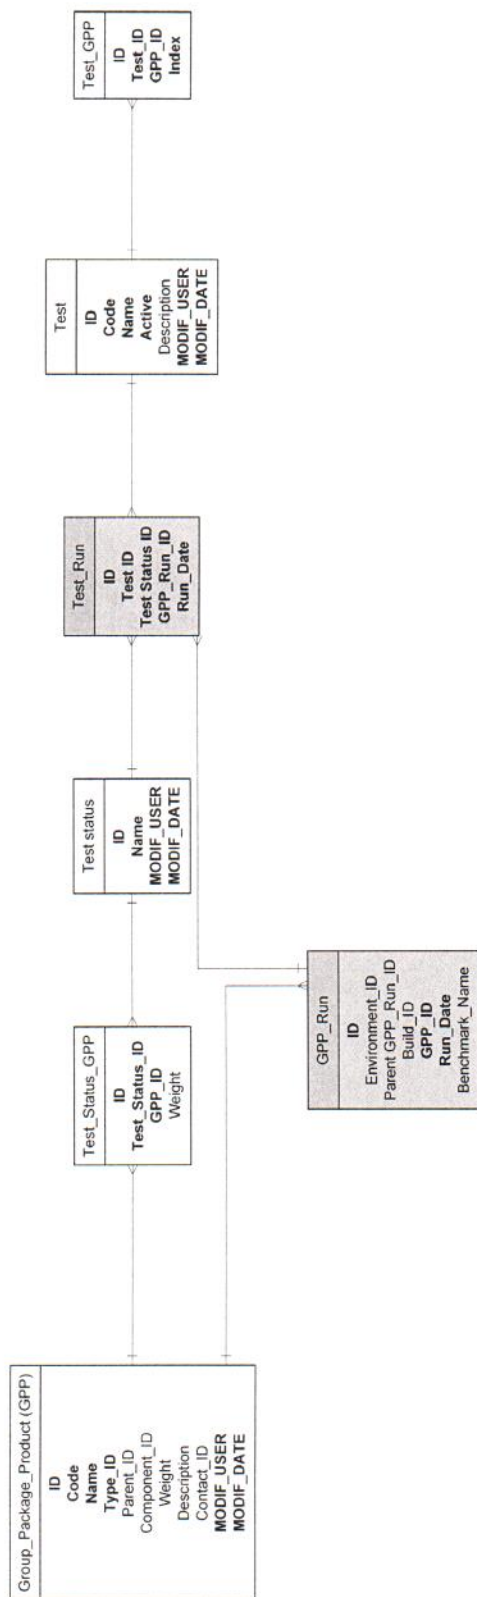 Test_GPP
ID
Test_ID
GPP_ID
Index
Test
ID
Code
Name
Active
Description
MODIF_USER
MODIF_DATE
Test_Run
ID
Test ID
Test Status ID
GPP_Run_ID
Run_Date
Test status
ID
Name
MODIF_USER
MODIF_DATE
Test_Status_GPP
ID
Test_Status_ID
GPP_ID
Weight
GPP_Run
ID
Environment_ID
Parent GPP_Run_ID
Build_ID
GPP_ID
Run_Date
Benchmark_Name
Group_Package_Product (GPP)
ID
Code
Name
Type_ID
Parent_ID
Component_ID
Weight
Description
Contact_ID
MODIF_USER
MODIF_DATE